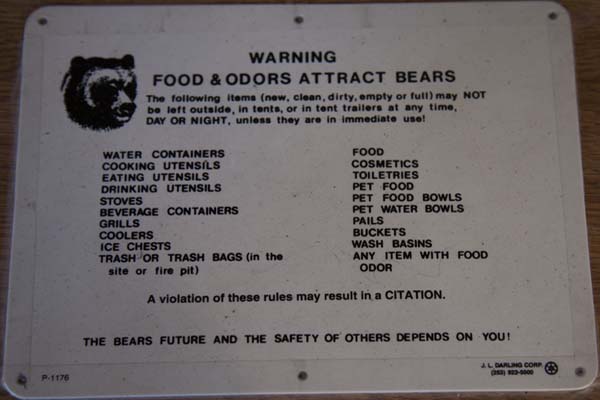 WARNING
FOOD & ODORS ATTRACT BEARS
The following items (new, clean, dirty, empty or full) may NOT
be left outside, in tents, or in tent trailers at any time,
DAY OR NIGHT, unless they are in immediate use!
WATER CONTAINERS
COOKING UTENSILS
EATING UTENSILS
DRINKING UTENSILS
STOVES
BEVERAGE CONTAINERS
GRILLS
COOLERS
ICE CHESTS
TRASH OR TRASH BAGS (in the
site or fire pit)
FOOD
COSMETICS
TOILETRIES
PET FOOD
PET FOOD BOWLS
PET WATER BOWLS
PAILS
BUCKETS
WASH BASINS
ANY ITEM WITH FOOD
ODOR
A violation of these rules may result in a CITATION.
THE BEARS FUTURE AND THE SAFETY OF OTHERS DEPENDS ON YOU!
P-1176
J. L. DARLING CORP.
(253) 922-5000